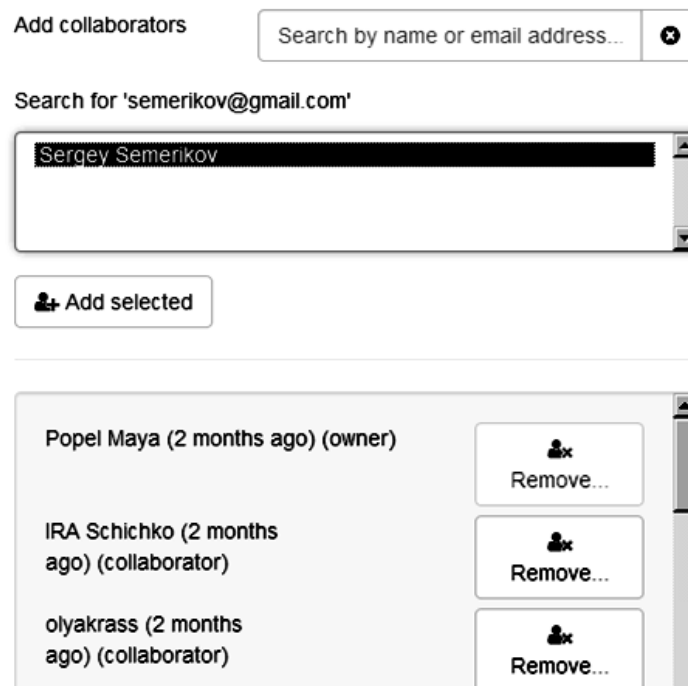 Add collaborators
Search by name or email address...
Search for 'semerikov@gmail.com'
Sergey Semerikov
Add selected
Popel Maya (2 months ago) (owner)
Remove...
IRA Schichko (2 months
ago) (collaborator)
Remove...
olyakrass (2 months
ago) (collaborator)
Remove...